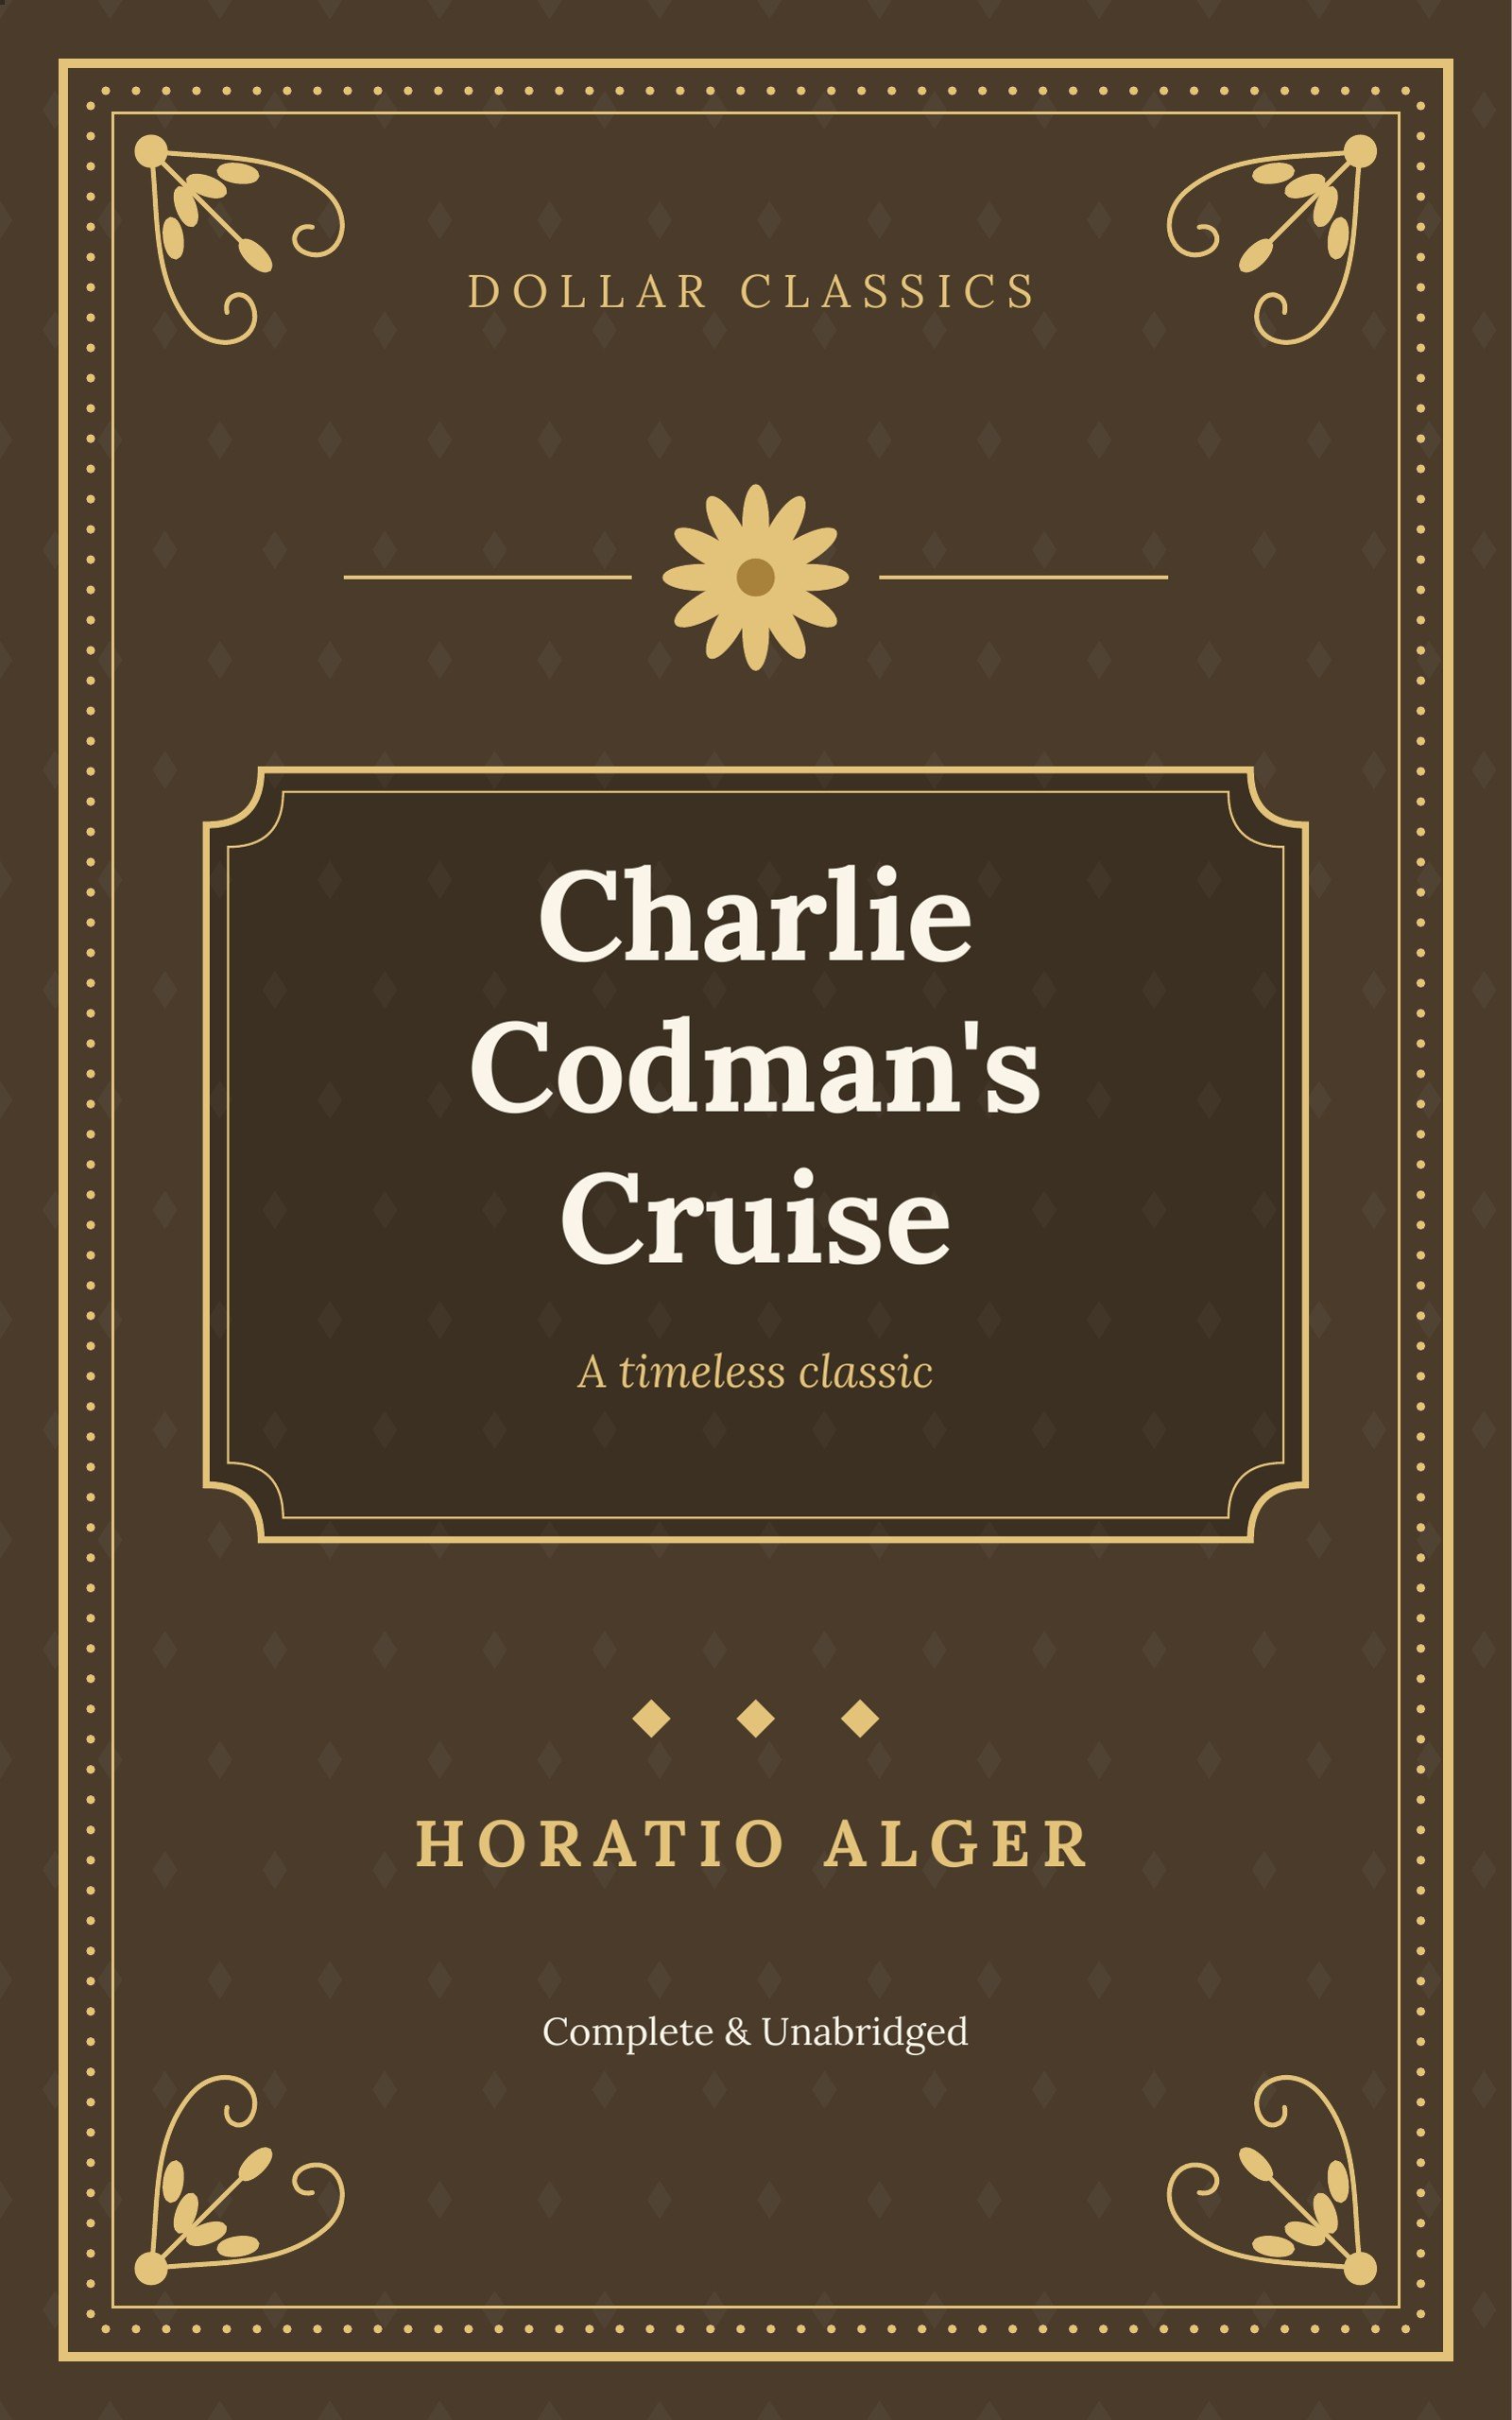 DOLLAR CLASSICS
Charlie
Codman's
Cruise
A timeless classic
HORATIO ALGER
Complete & Unabridged